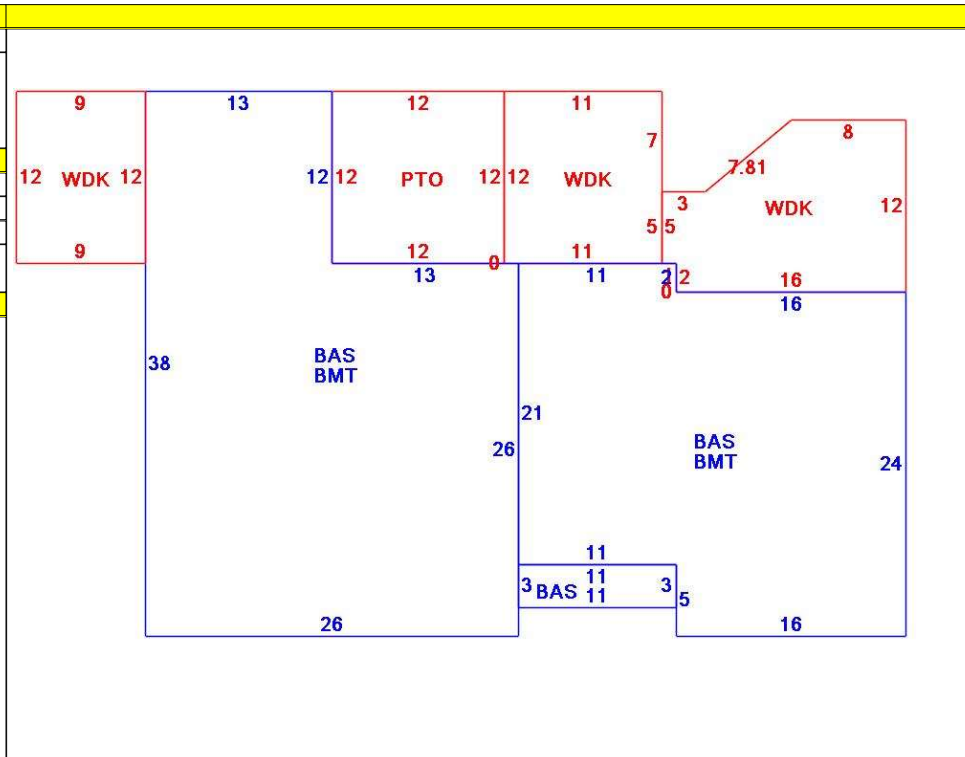 9 13 12 11
8
7
7.81
12 WDK 12 12 12 PTO 12 12 WDK
3 WDK 12
5 5
9 12 0 11
13 11 2 2 16
0 16
BAS
BMT
38
21
26
BAS
BMT 24
11
11
3 BAS 11 3 5
26 16